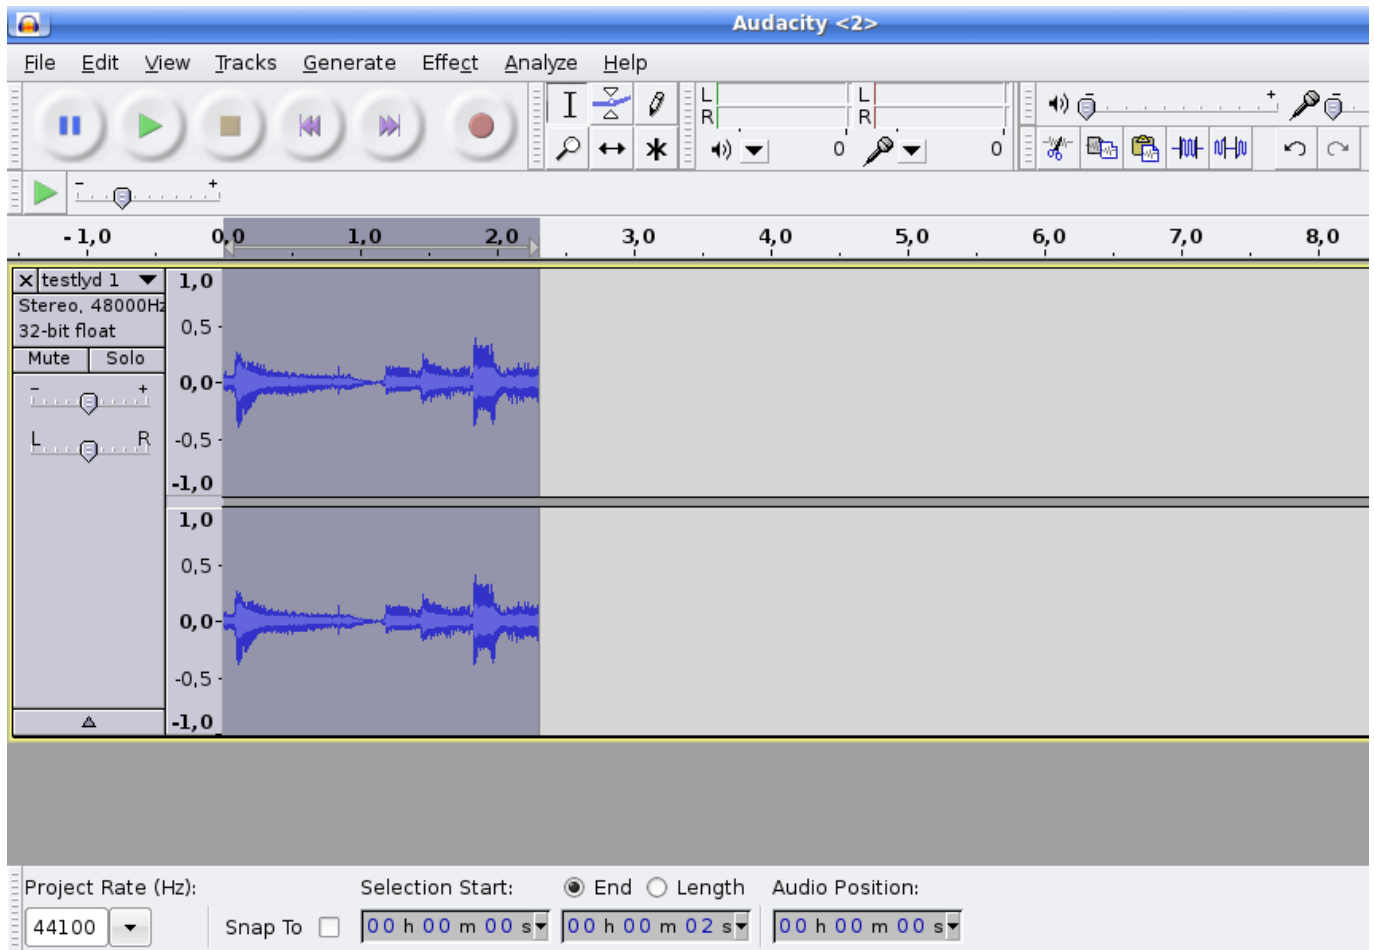 Audacity <2>
File Edit View Tracks Generate Effect Analyze Help
L
R
L
R
0
0
- +
+
- 1,0 0,0 1,0 2,0 3,0 4,0 5,0 6,0 7,0 8,0
X testlyd 1
Stereo, 48000Hz
32-bit float
Mute Solo
- +
L R
1,0
0,5
0,0
-0,5
-1,0
1,0
0,5
0,0
-0,5
-1,0
Project Rate (Hz): Selection Start: End Length Audio Position:
44100 Snap To 00 h 00 m 00 s 00 h 00 m 02 s 00 h 00 m 00 s